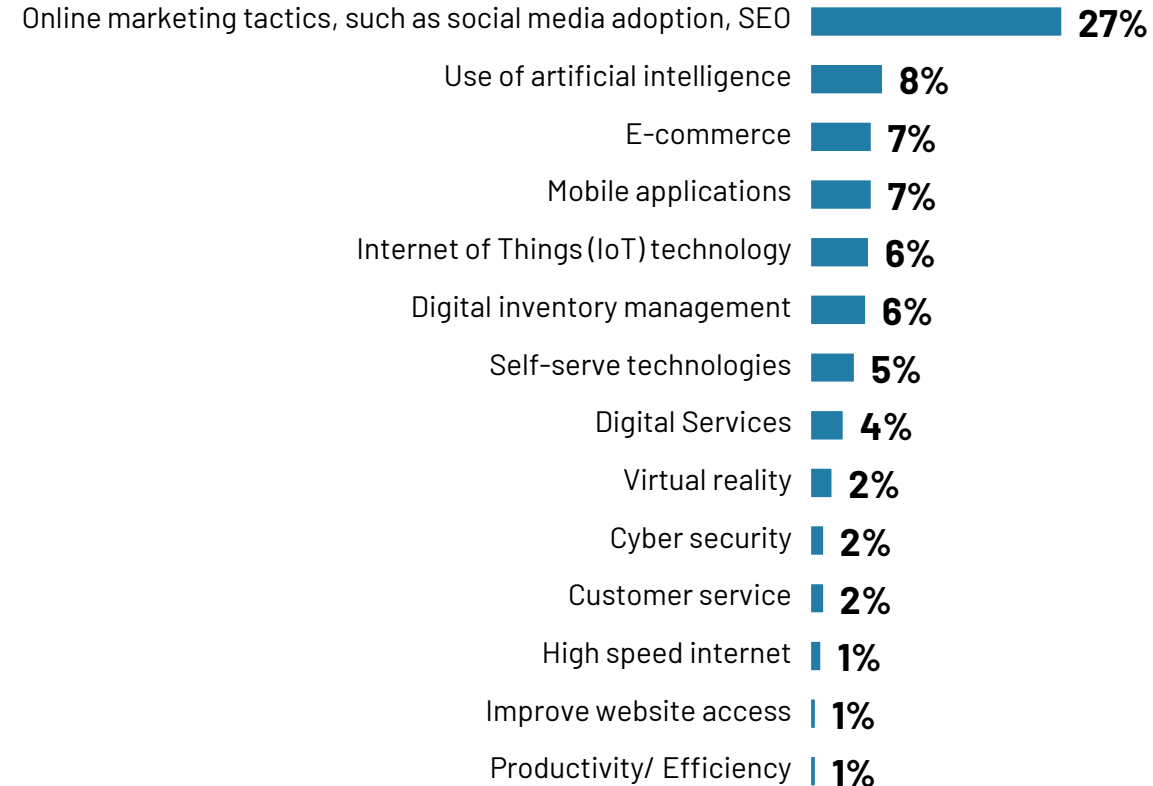 Online marketing tactics, such as social media adoption, SEO 27%
Use of artificial intelligence 8%
E-commerce 7%
Mobile applications 7%
Internet of Things (IoT) technology 6%
Digital inventory management 6%
Self-serve technologies 5%
Digital Services 4%
Virtual reality 2%
Cyber security 2%
Customer service 2%
High speed internet 1%
Improve website access 1%
Productivity/ Efficiency 1%